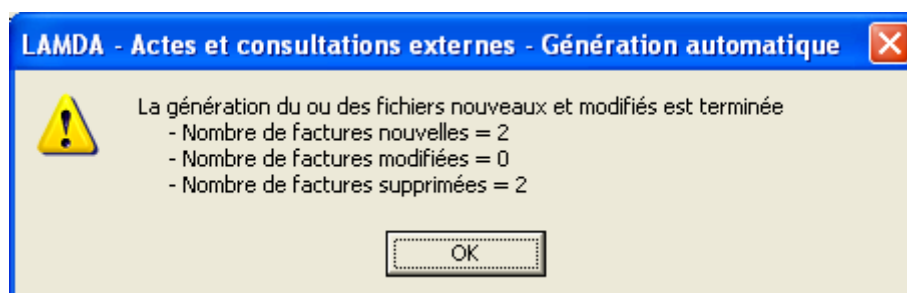 LAMDA - Actes et consultations externes - Génération automatique
La génération du ou des fichiers nouveaux et modifiés est terminée
- Nombre de factures nouvelles = 2
- Nombre de factures modifiées = 0
- Nombre de factures supprimées = 2
OK